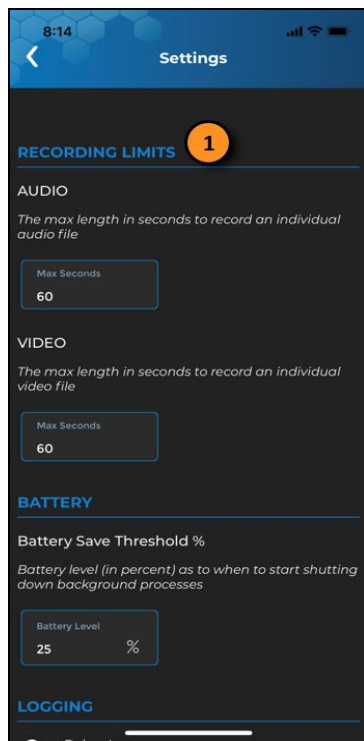 8:14
Settings
RECORDING LIMITS 1
AUDIO
The max length in seconds to record an individual
audio file
Max Seconds
60
VIDEO
The max length in seconds to record an individual
video file
Max Seconds
60
BATTERY
Battery Save Threshold %
Battery level (in percent) as to when to start shutting
down background processes
Battery Level
25 %
LOGGING